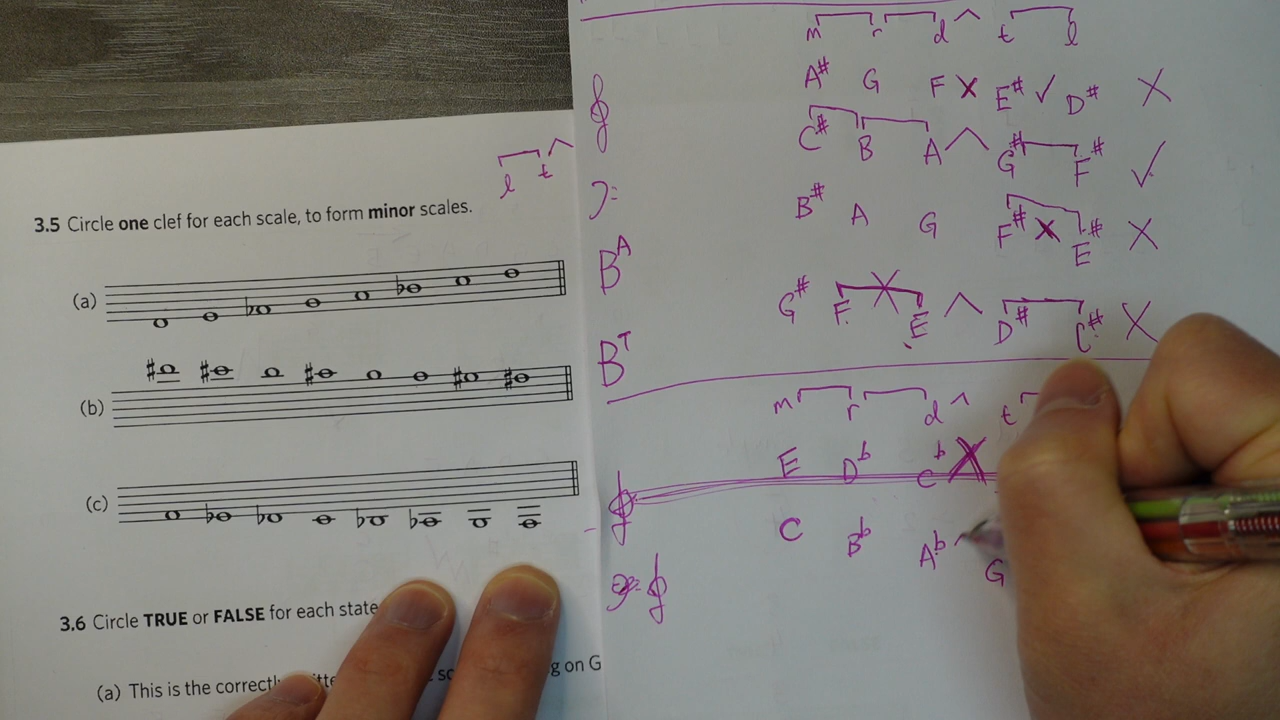 3.5 Circle one clef for each scale, to form minor scales.
(a)
(b)
(c)
3.6 Circle TRUE or FALSE for each state
(a) This is the correctl
g on G
l t
m r d t l
A# G F X E# ✓ D# X
C# B A G# F# ✓
B# A G F# X E# X
B^A G# F E D# C# X
B^T
m r d t
E D♭ C♭ X
C B♭ A♭ G